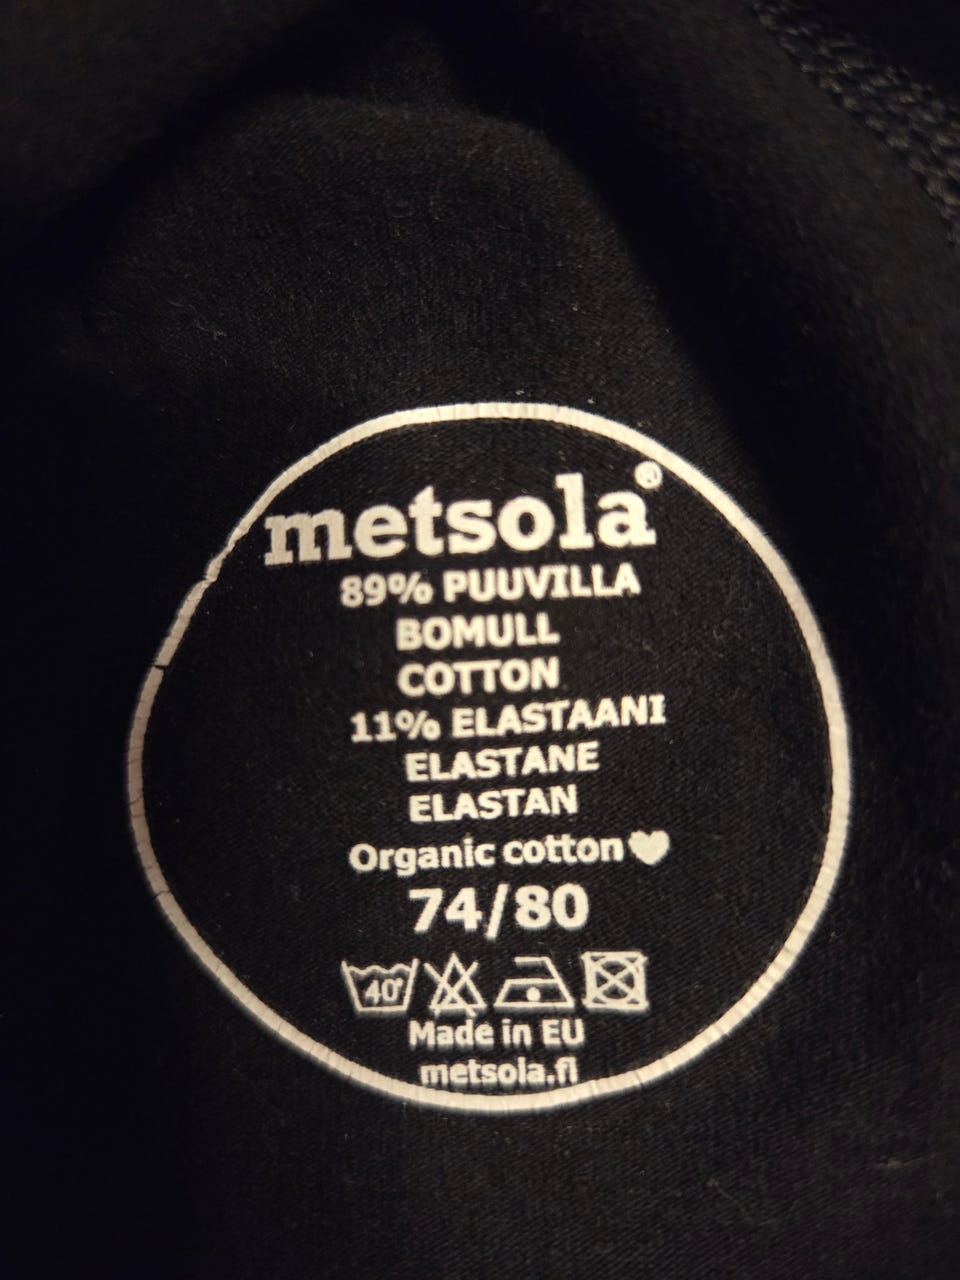 metsola®
89% PUUVILLA
BOMULL
COTTON
11% ELASTAANI
ELASTANE
ELASTAN
Organic cotton♥
74/80
40°
Made in EU
metsola.fi